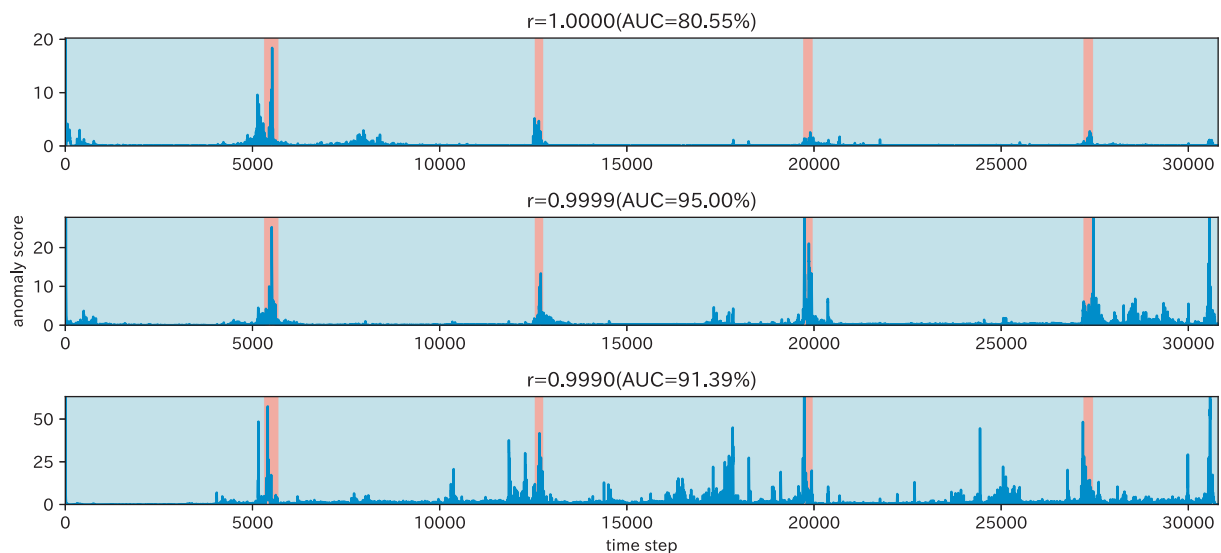 r=1.0000(AUC=80.55%)
20
10
0
0 5000 10000 15000 20000 25000 30000
r=0.9999(AUC=95.00%)
anomaly score
20
10
0
0 5000 10000 15000 20000 25000 30000
r=0.9990(AUC=91.39%)
50
25
0
0 5000 10000 15000 20000 25000 30000
time step